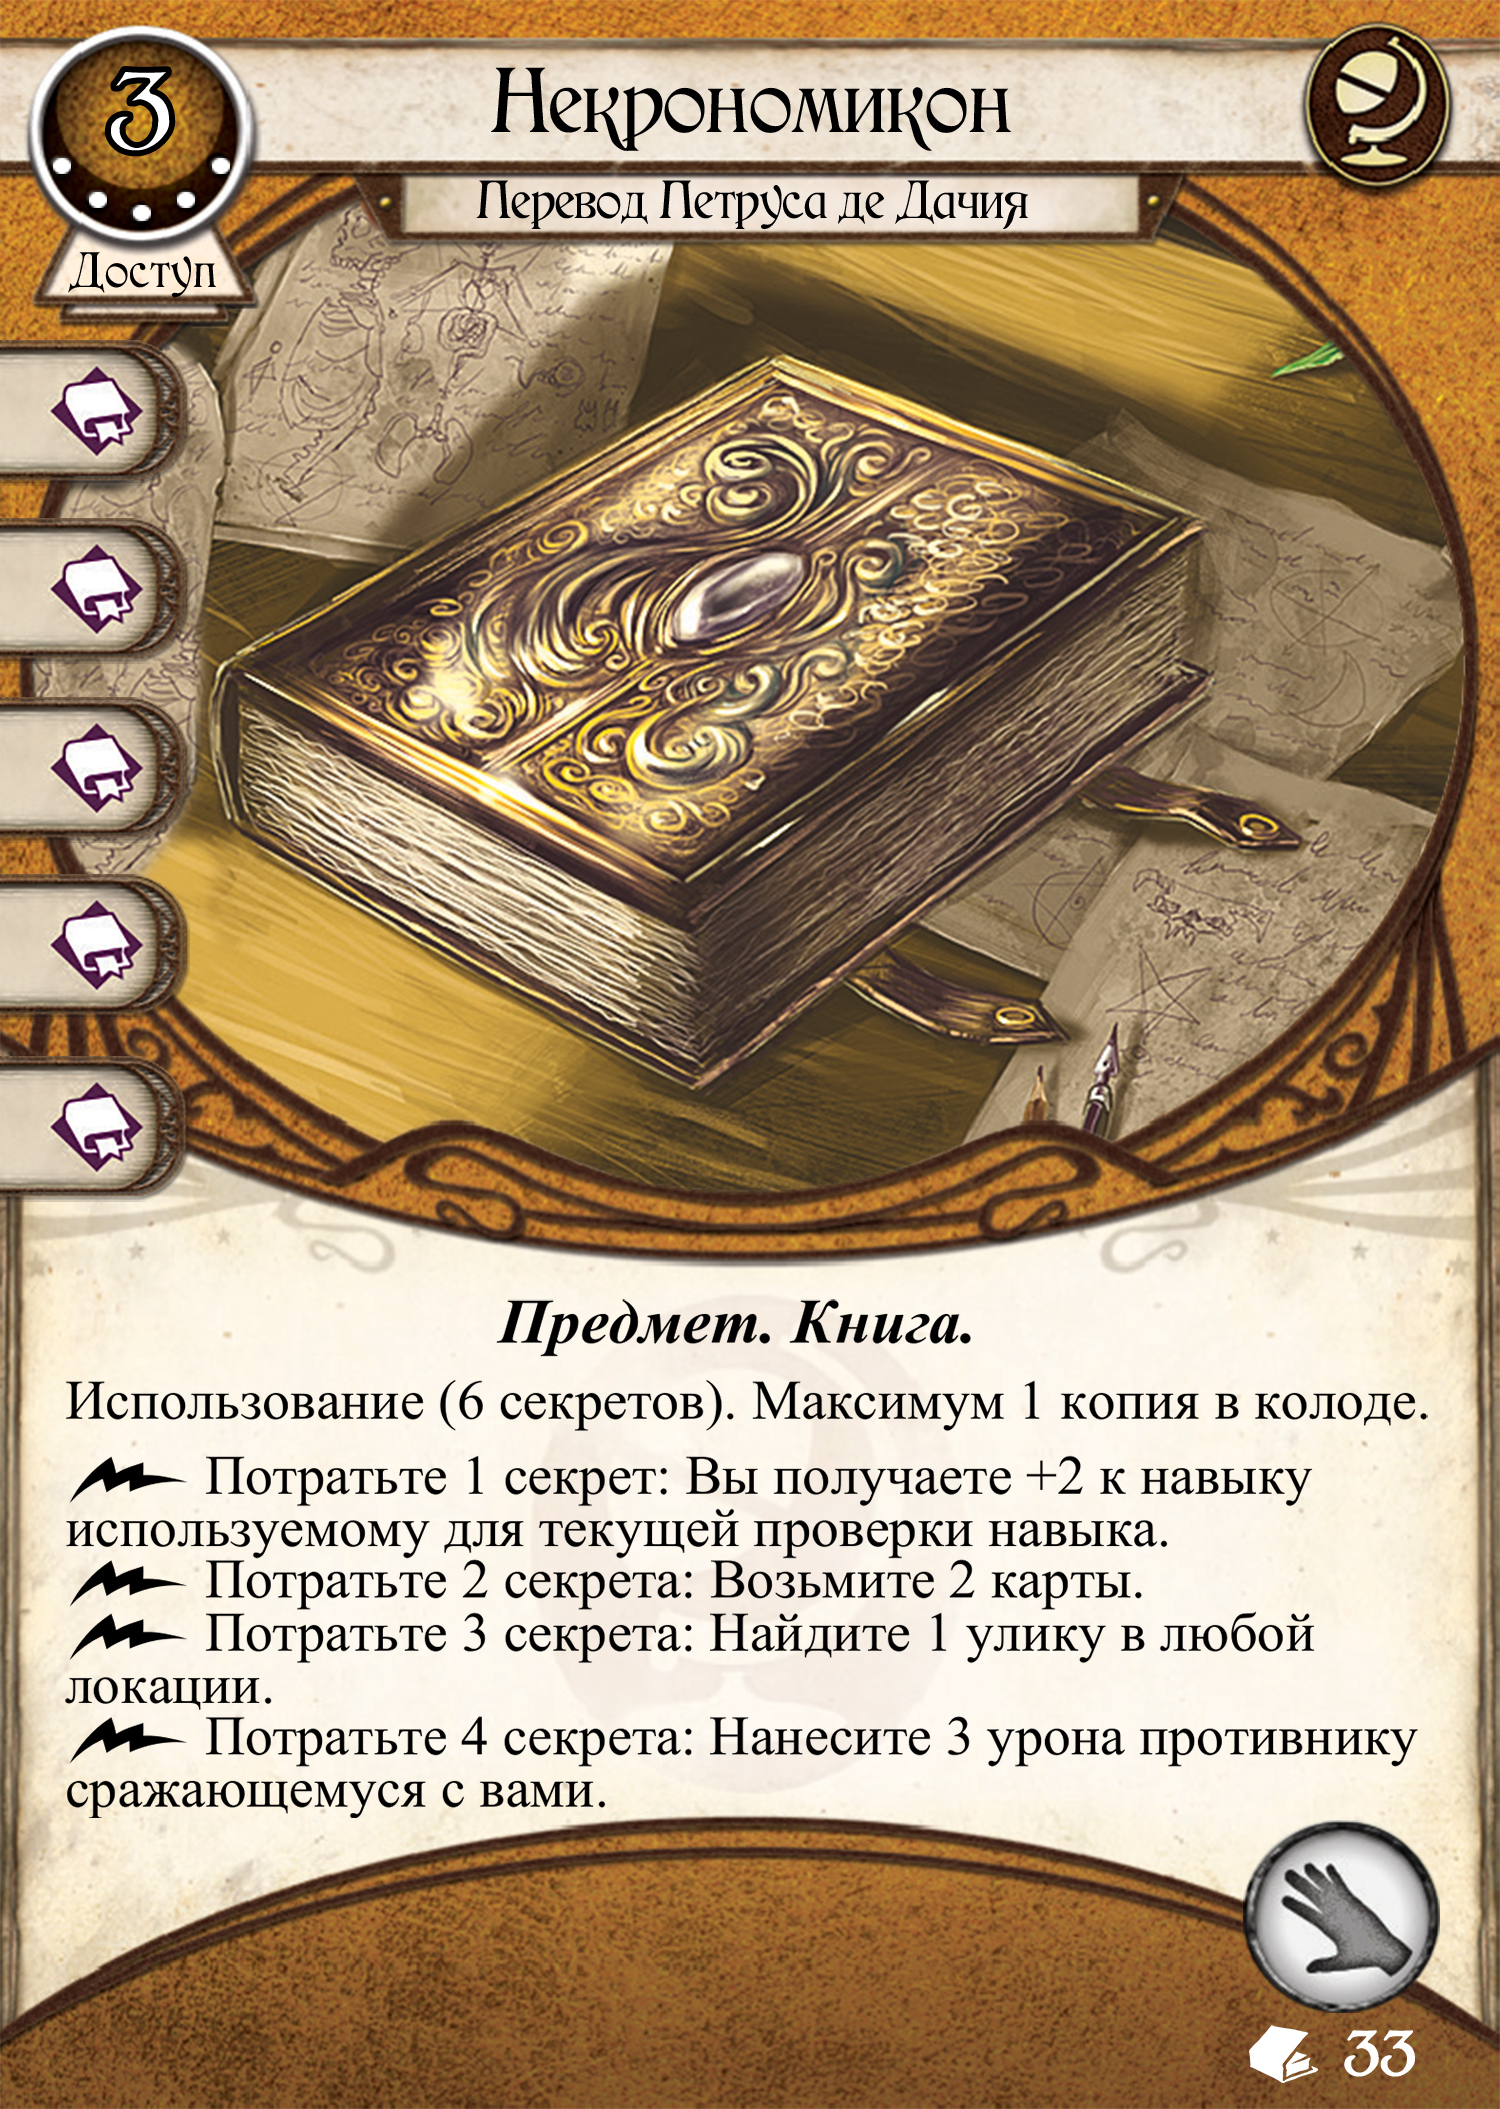 3
Некрономикон
Перевод Петруса де Дачия
Доступ
Предмет. Книга.
Использование (6 секретов). Максимум 1 копия в колоде.
Потратьте 1 секрет: Вы получаете +2 к навыку
используемому для текущей проверки навыка.
Потратьте 2 секрета: Возьмите 2 карты.
Потратьте 3 секрета: Найдите 1 улику в любой
локации.
Потратьте 4 секрета: Нанесите 3 урона противнику
сражающемуся с вами.
33